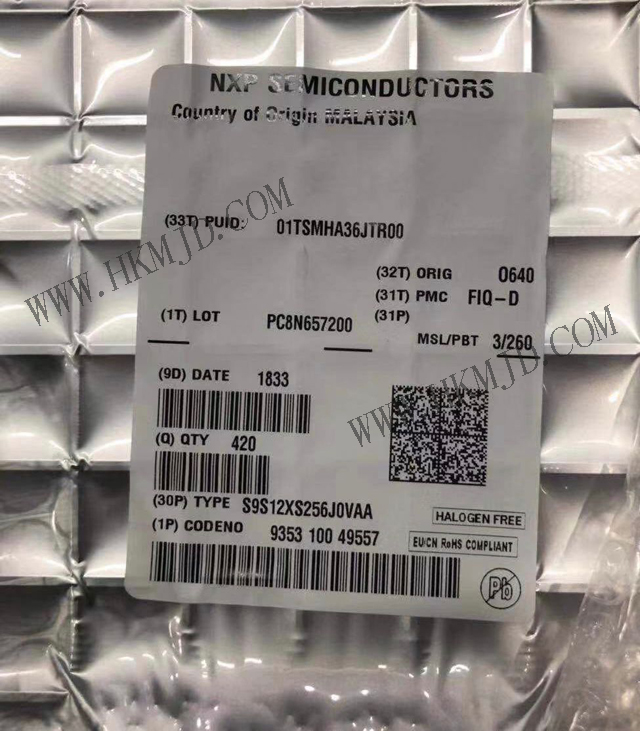 NXP SEMICONDUCTORS
Country of Origin MALAYSIA
(33T) PUID: 01TSMHA36JTR00
(32T) ORIG 0640
(31T) PMC FIQ-D
(1T) LOT PC8N657200 (31P)
MSL/PBT 3/260
(9D) DATE 1833
(Q) QTY 420
(30P) TYPE S9S12XS256J0VAA
HALOGEN FREE
(1P) CODENO 9353 100 49557
EU/CN RoHS COMPLIANT
Pb
WWW.HKMJD.COM
WWW.HKMJD.COM